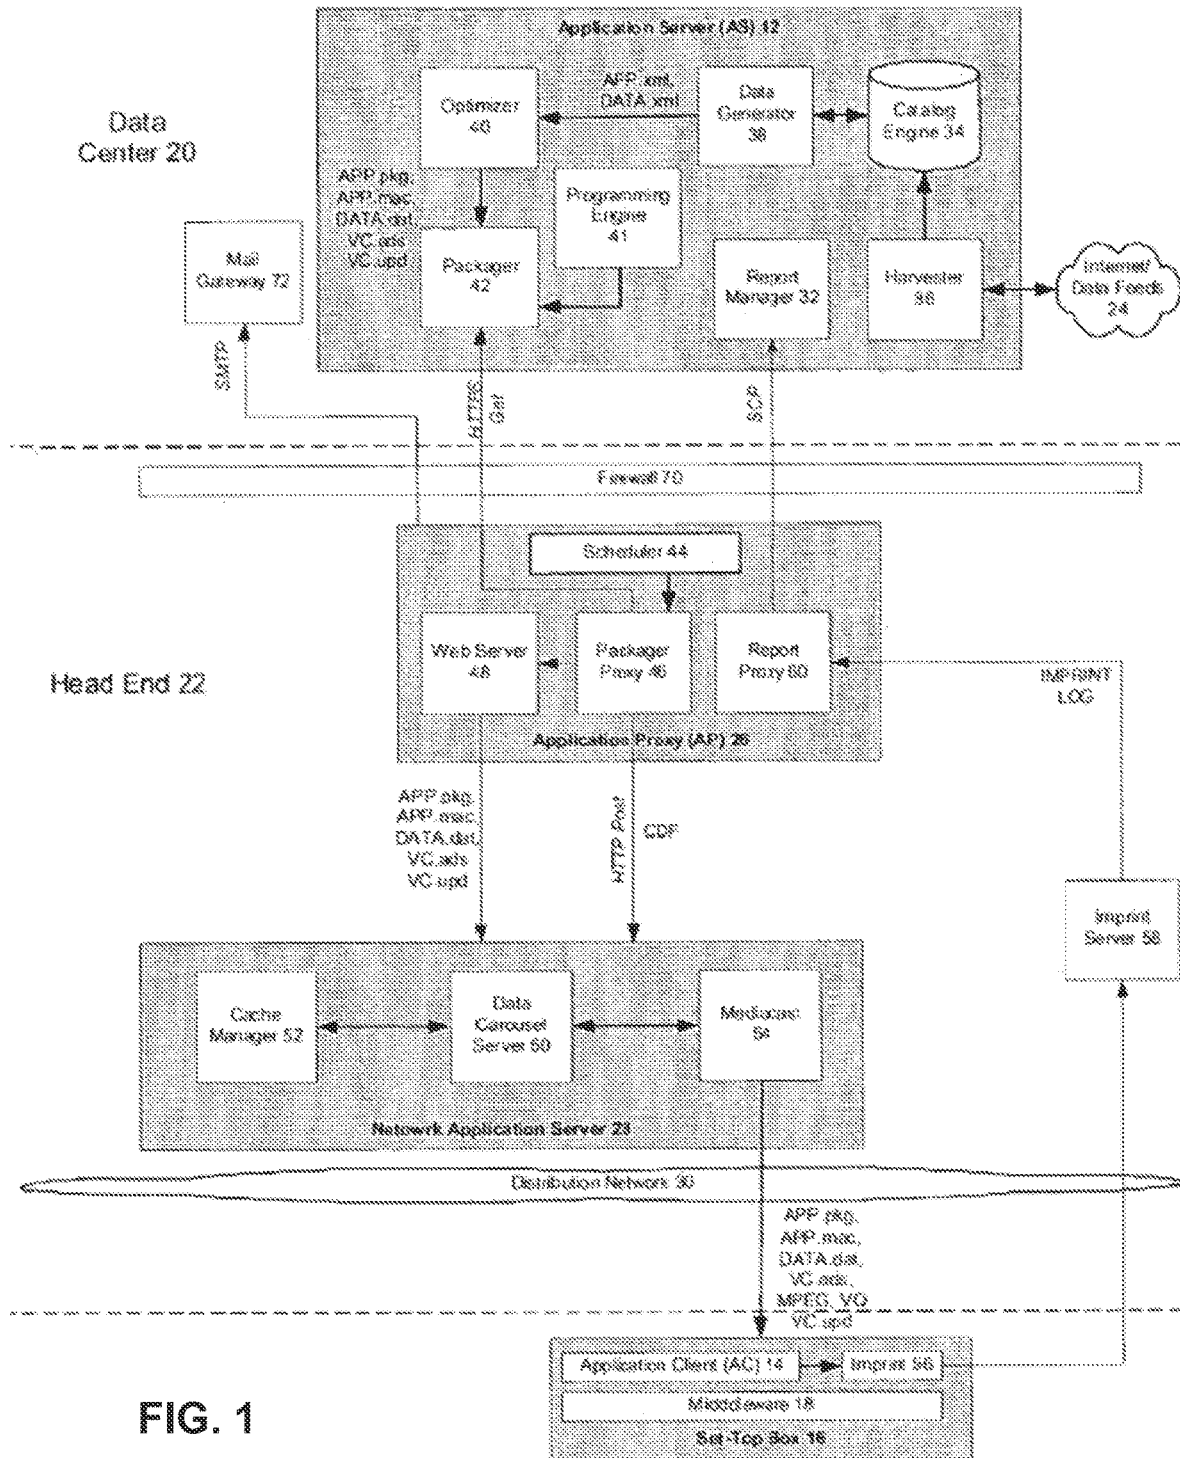 Application Server (AS) 12
Data
Center 20
Optimizer
40
APP.xml,
DATA.xml
Data
Generator
38
Catalog
Engine 34
APP.pkg,
APP.mac,
DATA.dat,
VC.ads
VC.upd
Programming
Engine
41
Mail
Gateway 72
Packager
42
Report
Manager 32
Harvester
36
Internet/
Data Feeds
24
SMTP
HTTPS
Get
SCP
Firewall 70
Scheduler 44
Head End 22
Web Server
48
Packager
Proxy 46
Report
Proxy 60
IMPRINT
LOG
Application Proxy (AP) 26
APP.pkg,
APP.mac,
DATA.dat,
VC.ads
VC.upd
HTTP Post
CDF
Imprint
Server 58
Cache
Manager 52
Data
Carousel
Server 50
Mediacast
54
Netowrk Application Server 23
Distribution Network 30
APP.pkg,
APP.mac,
DATA.dat,
VC.ads,
MPEG, VQ
VC.upd
Application Client (AC) 14
Imprint 56
Middleware 18
Set-Top Box 16
FIG. 1